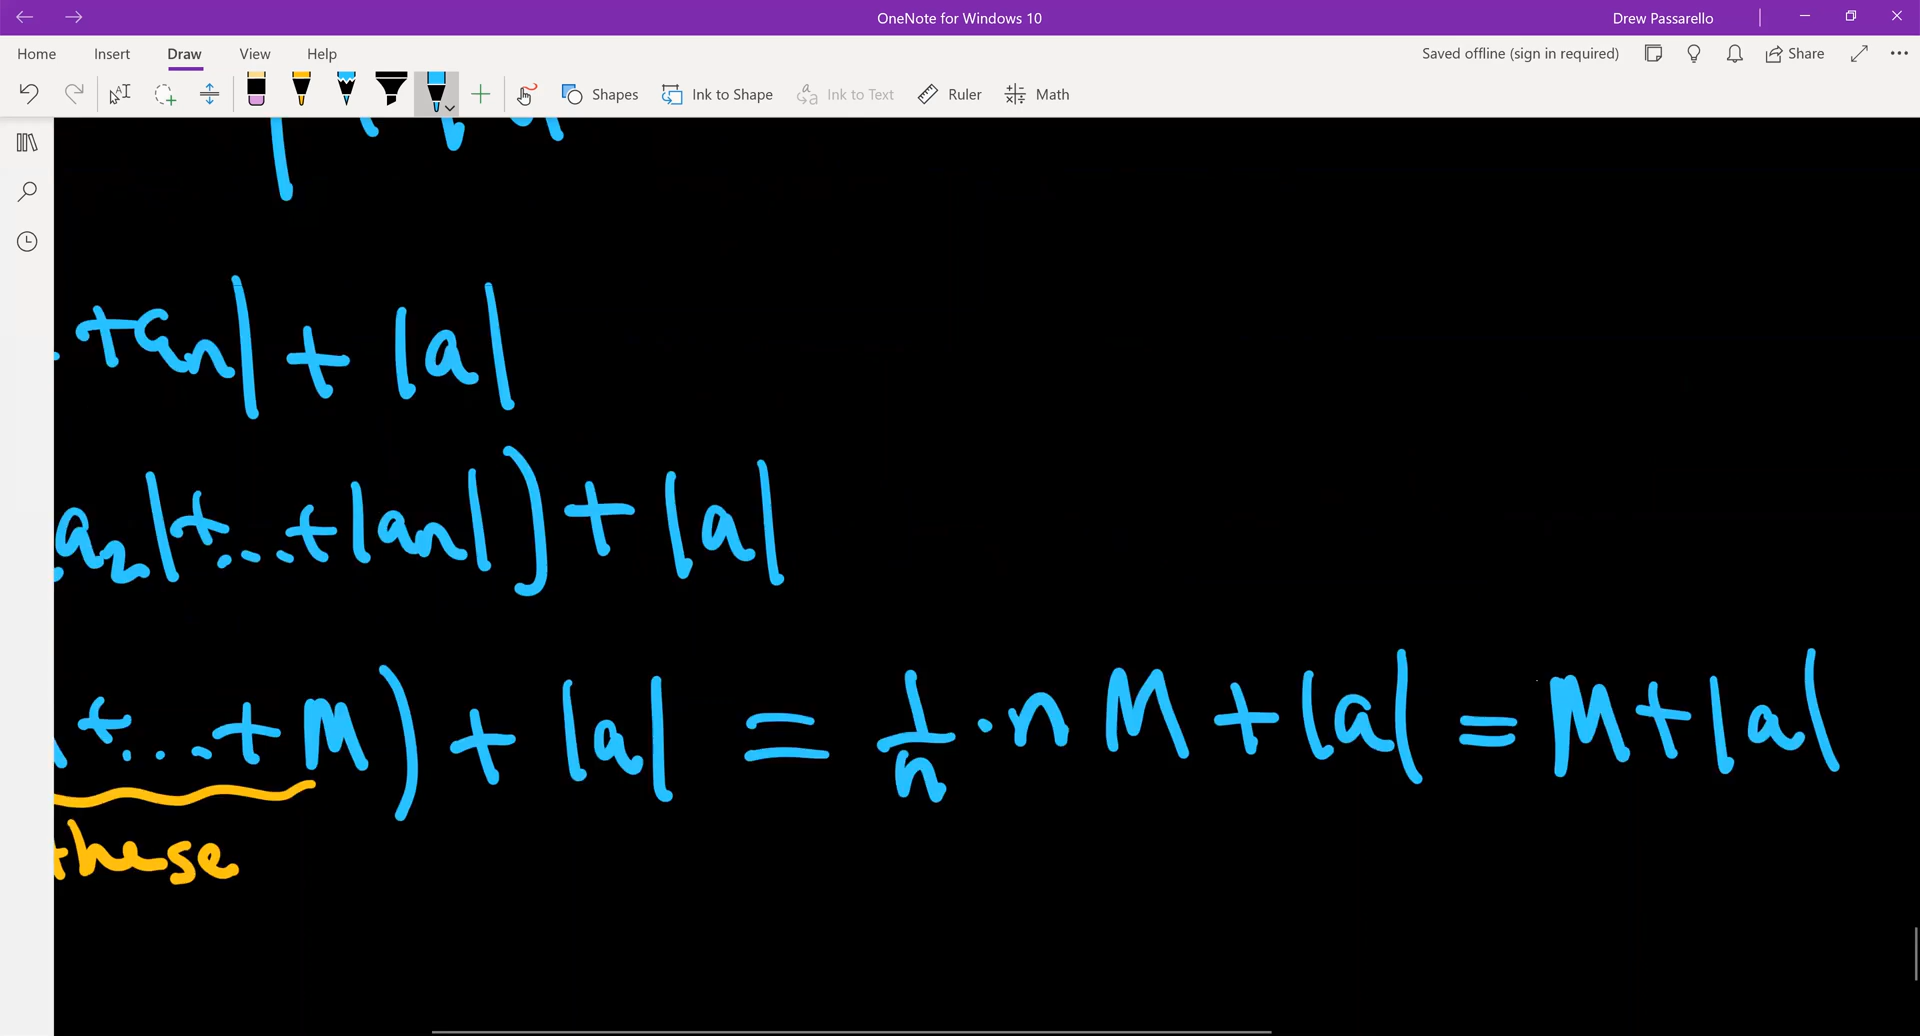 OneNote for Windows 10
Drew Passarello
Home Insert Draw View Help
Saved offline (sign in required) Share
Shapes Ink to Shape Ink to Text Ruler Math
. +an| + |a|
a2|+...+|an|) + |a|
+...+M) + |a| = 1/n · n M + |a| = M + |a|
these